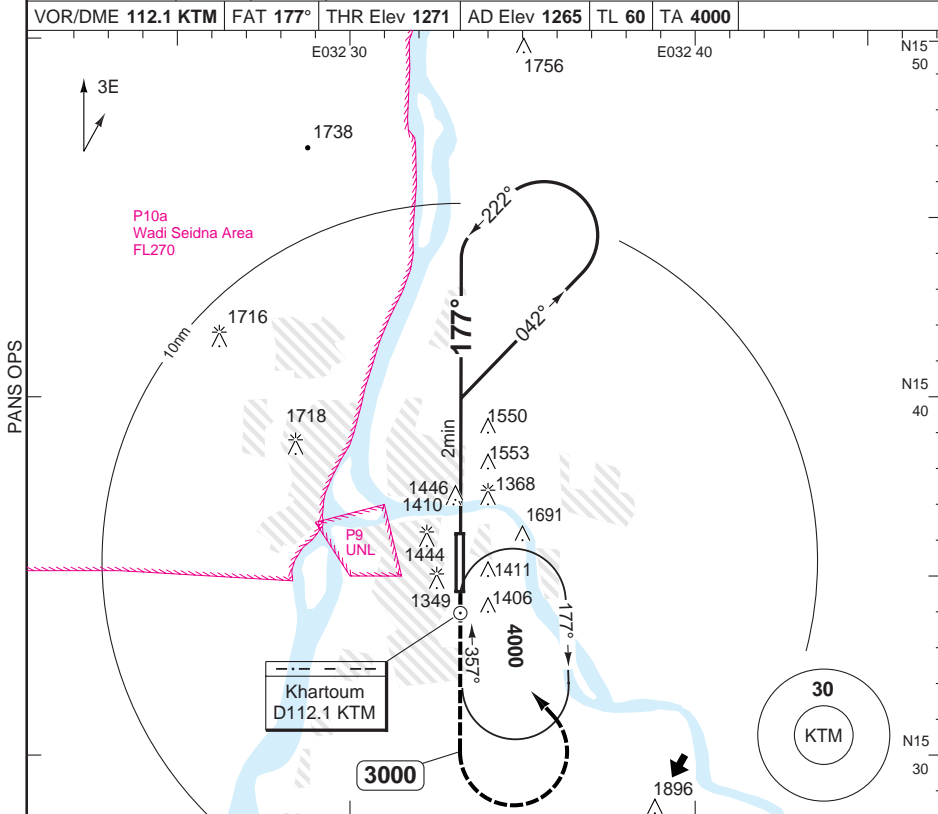 VOR/DME 112.1 KTM FAT 177° THR Elev 1271 AD Elev 1265 TL 60 TA 4000
E032 30
E032 40
N15
50
1756
3E
1738
222°
P10a
Wadi Seidna Area
FL270
177°
042°
1716
10nm
PANS OPS
N15
40
1718
2min
1550
1553
1446
1368
1410
1691
P9
UNL
1444
1411
1349
1406
177°
4000
357°
Khartoum
D112.1 KTM
30
KTM
N15
30
3000
1896